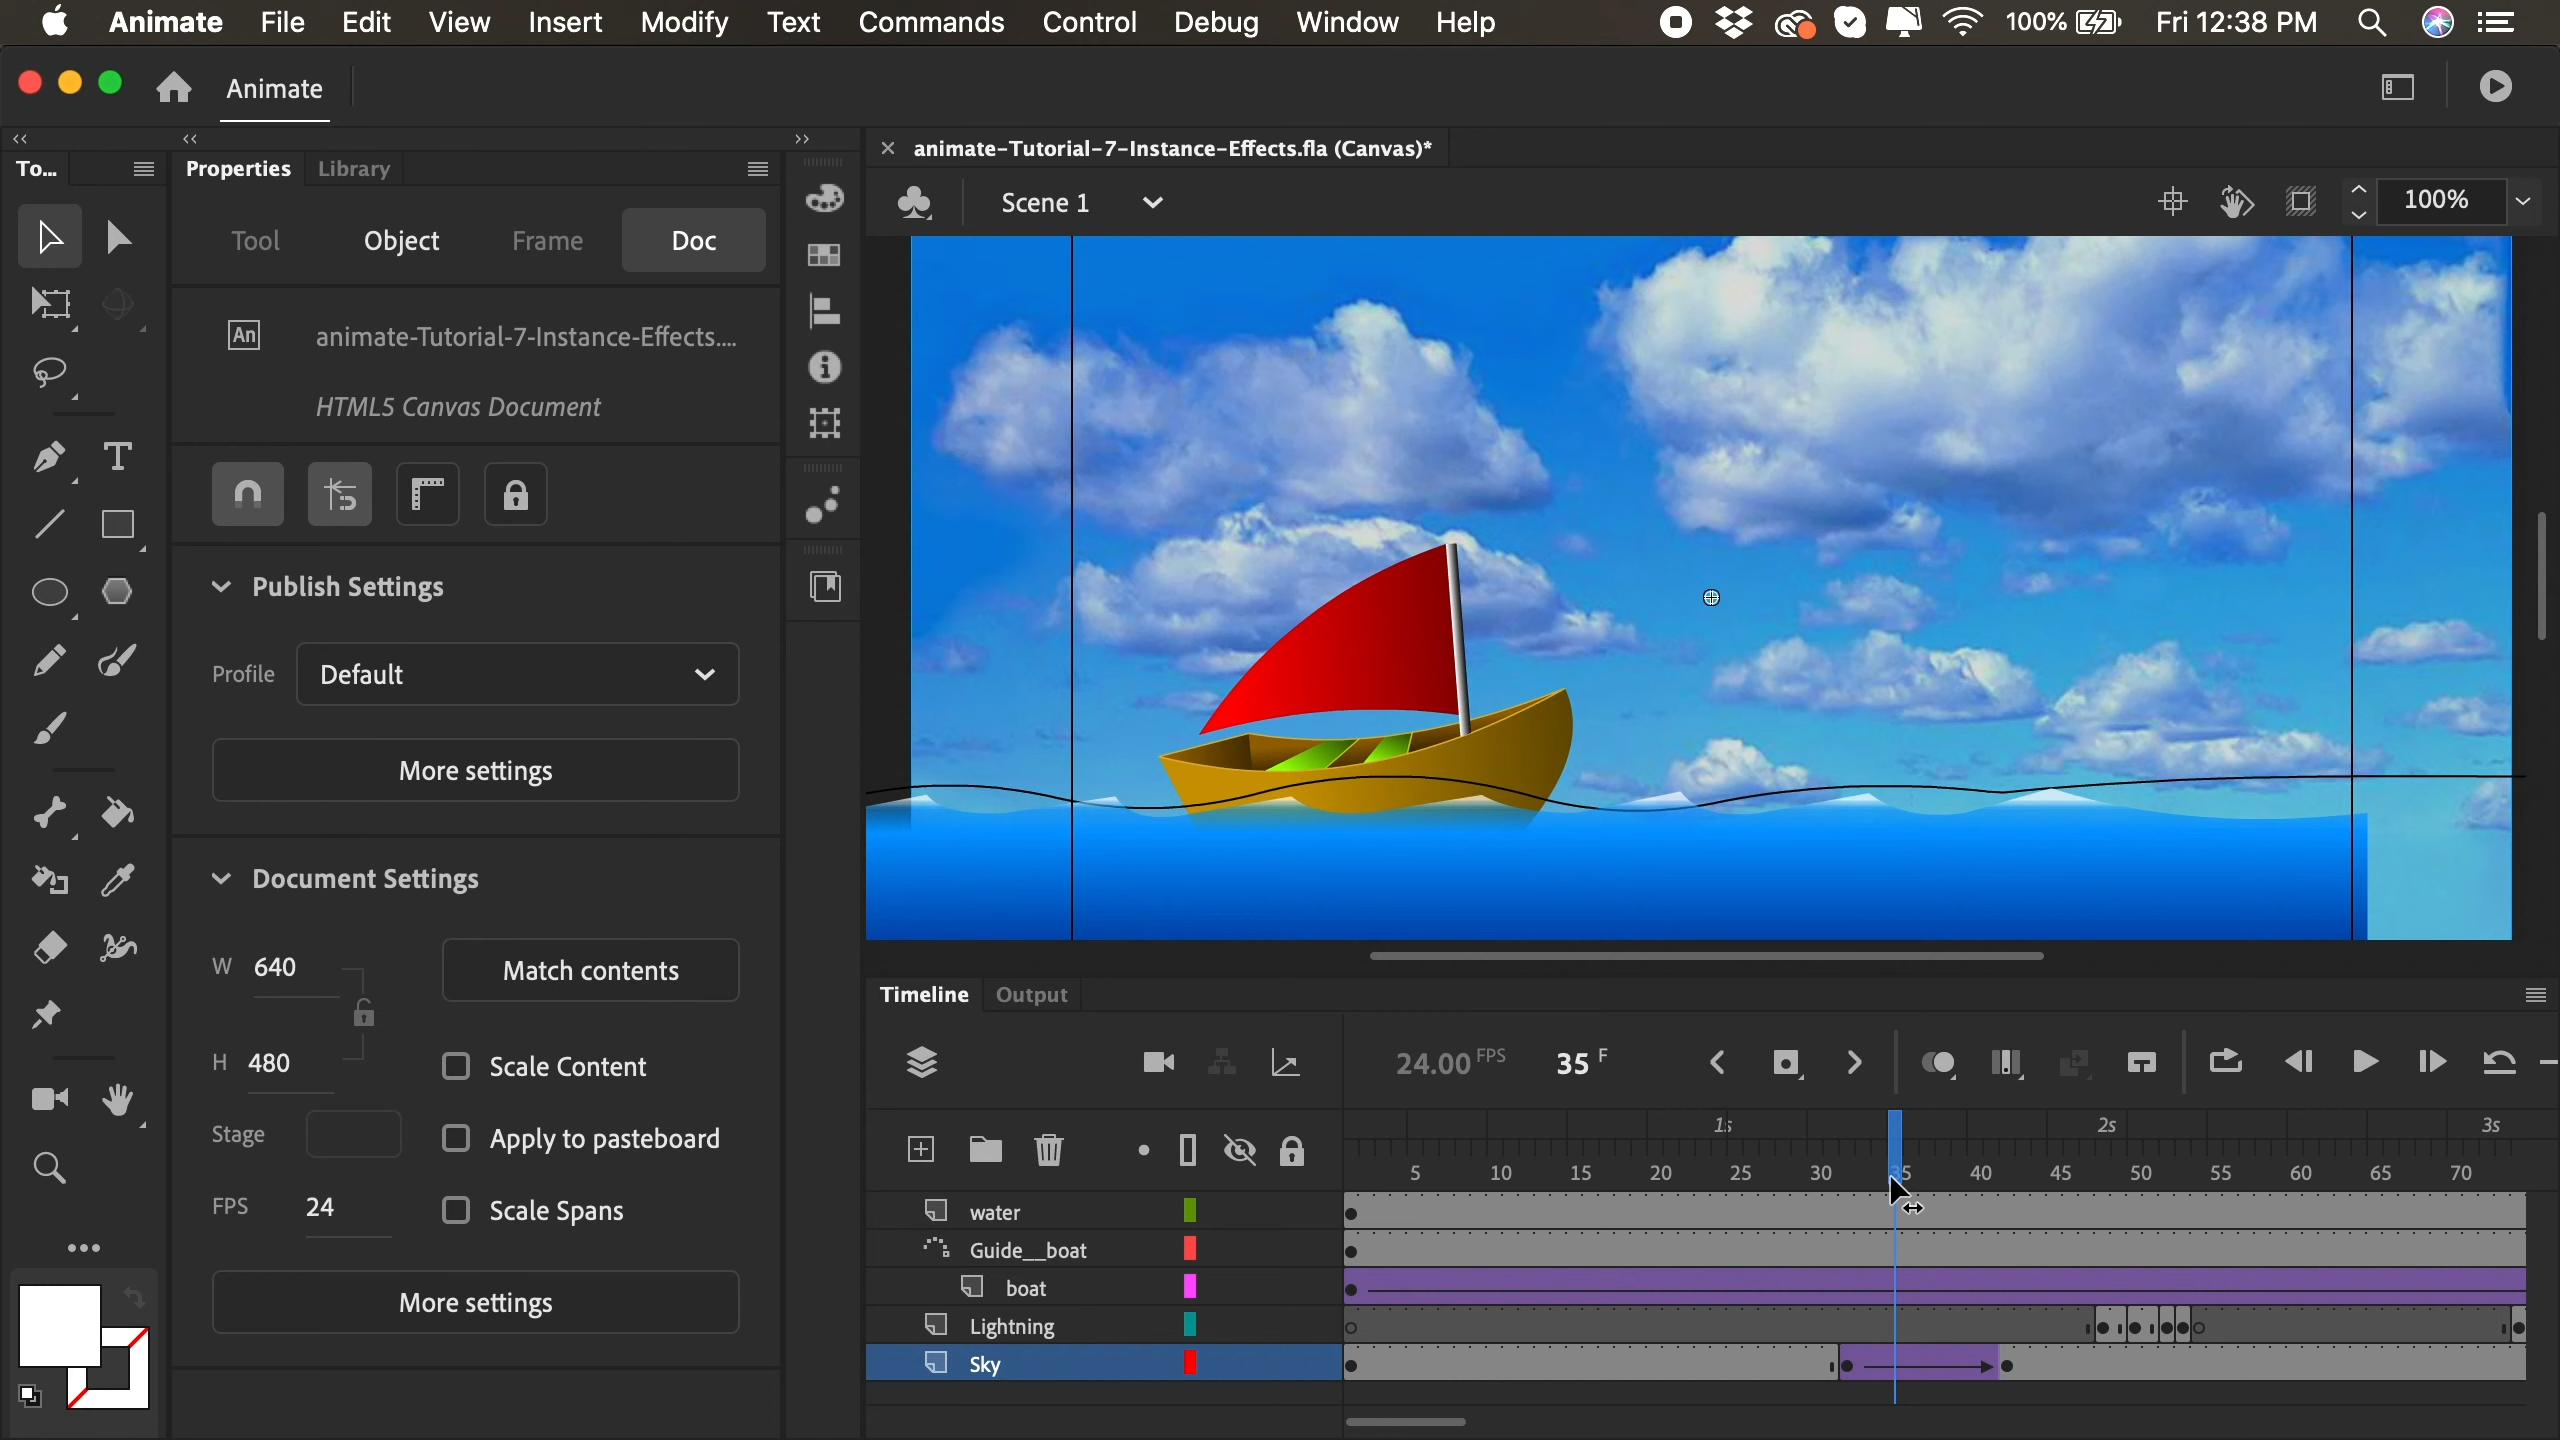 Animate File Edit View Insert Modify Text Commands Control Debug Window Help 100% Fri 12:38 PM
Animate
To... Properties Library
animate-Tutorial-7-Instance-Effects.fla (Canvas)*
Scene 1 100%
Tool Object Frame Doc
An animate-Tutorial-7-Instance-Effects....
HTML5 Canvas Document
Publish Settings
Profile Default
More settings
Document Settings
W 640 Match contents
H 480 Scale Content
Stage Apply to pasteboard
FPS 24 Scale Spans
More settings
Timeline Output
24.00 FPS 35 F
1s 2s 3s
5 10 15 20 25 30 35 40 45 50 55 60 65 70
water
Guide__boat
boat
Lightning
Sky